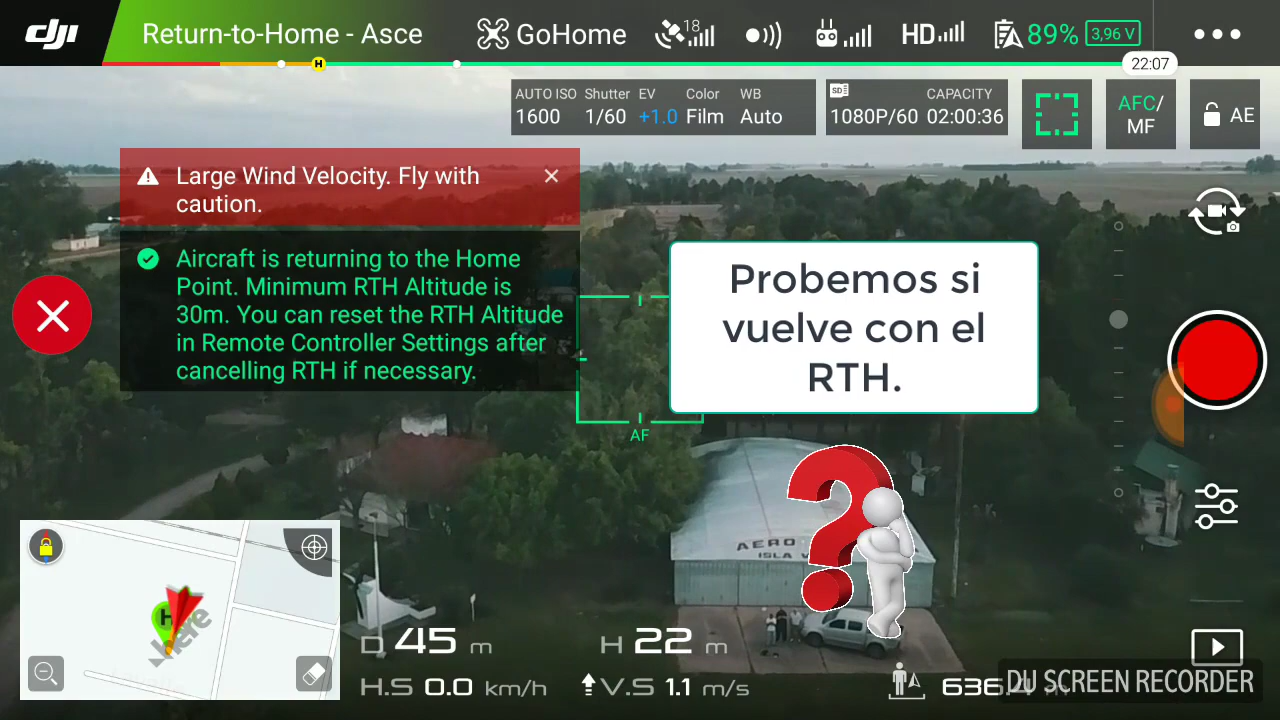 dji
Return-to-Home - Asce
GoHome
18
HD
89%
3,96 V
H
22:07
AUTO ISO
1600
Shutter
1/60
EV
+1.0
Color
Film
WB
Auto
SD
1080P/60
CAPACITY
02:00:36
AFC/
MF
AE
Large Wind Velocity. Fly with
caution.
Aircraft is returning to the Home
Point. Minimum RTH Altitude is
30m. You can reset the RTH Altitude
in Remote Controller Settings after
cancelling RTH if necessary.
Probemos si
vuelve con el
RTH.
AF
AERO
ISLA V
H
Here
D 45 m
H 22 m
H.S 0.0 km/h
V.S 1.1 m/s
636.
DU SCREEN RECORDER